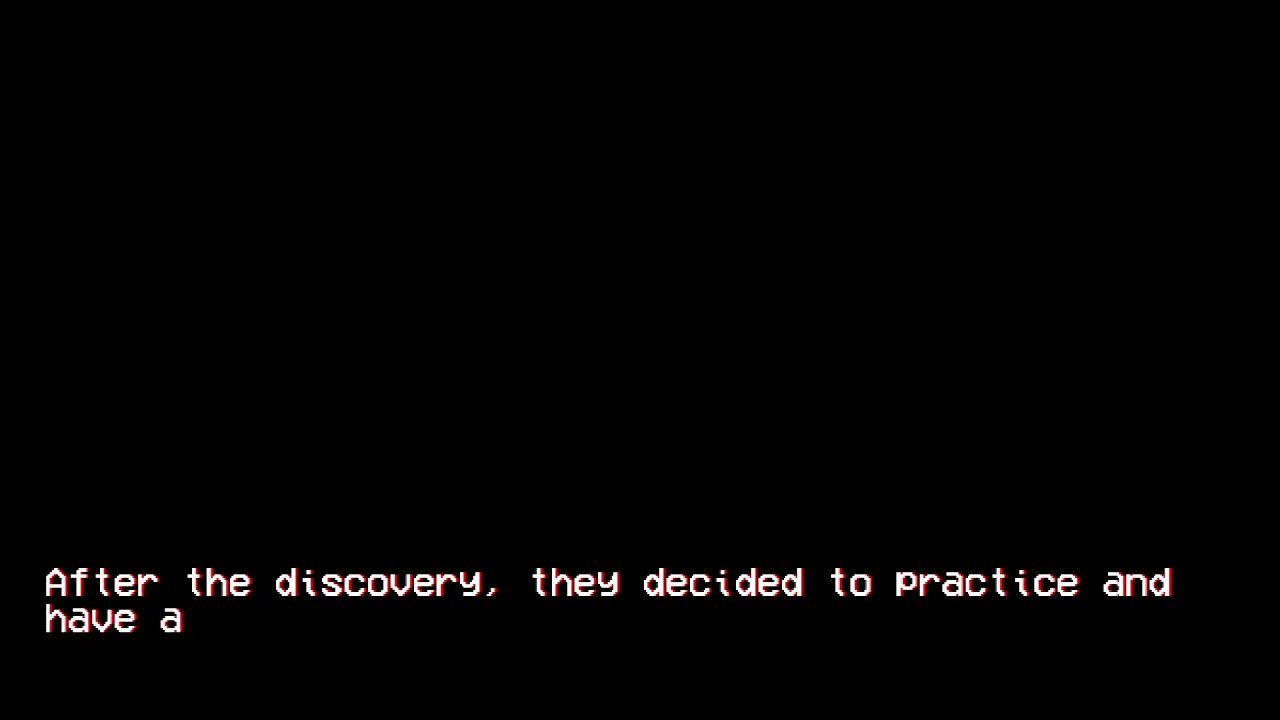 After the discovery, they decided to practice and
have a